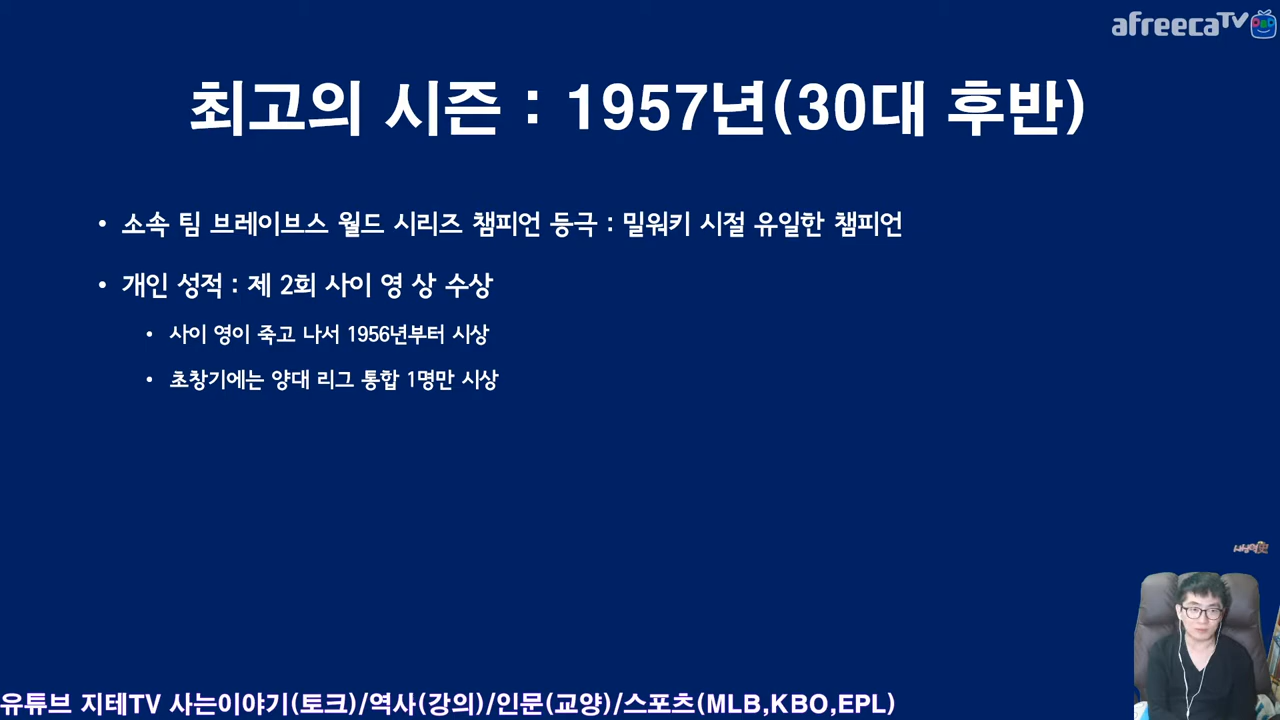 afreecaTV
최고의 시즌 : 1957년(30대 후반)
• 소속 팀 브레이브스 월드 시리즈 챔피언 등극 : 밀워키 시절 유일한 챔피언
• 개인 성적 : 제 2회 사이 영 상 수상
• 사이 영이 죽고 나서 1956년부터 시상
• 초창기에는 양대 리그 통합 1명만 시상
유튜브 지테TV 사는이야기(토크)/역사(강의)/인문(교양)/스포츠(MLB,KBO,EPL)